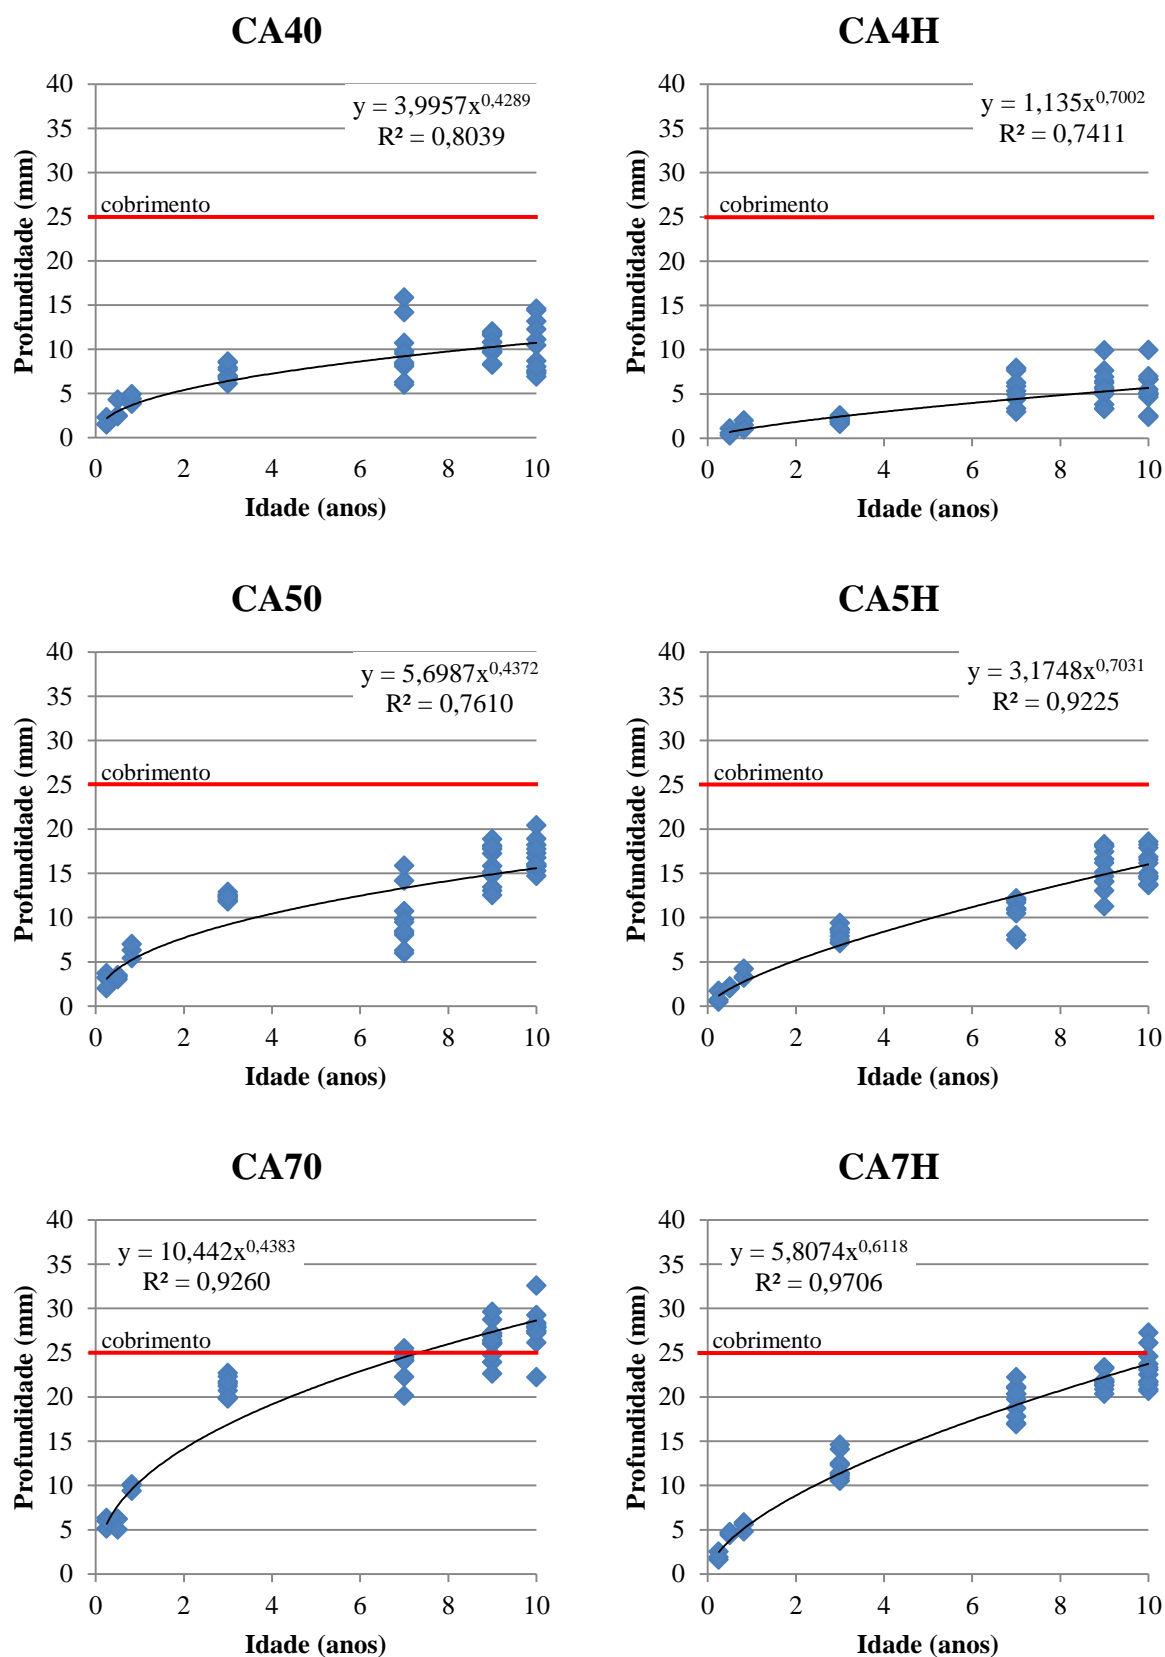 CA40
40
35
30
25
20
15
10
5
0
Profundidade (mm)
y = 3,9957x^0,4289
R² = 0,8039
cobrimento
0 2 4 6 8 10
Idade (anos)
CA4H
40
35
30
25
20
15
10
5
0
Profundidade (mm)
y = 1,135x^0,7002
R² = 0,7411
cobrimento
0 2 4 6 8 10
Idade (anos)
CA50
40
35
30
25
20
15
10
5
0
Profundidade (mm)
y = 5,6987x^0,4372
R² = 0,7610
cobrimento
0 2 4 6 8 10
Idade (anos)
CA5H
40
35
30
25
20
15
10
5
0
Profundidade (mm)
y = 3,1748x^0,7031
R² = 0,9225
cobrimento
0 2 4 6 8 10
Idade (anos)
CA70
40
35
30
25
20
15
10
5
0
Profundidade (mm)
y = 10,442x^0,4383
R² = 0,9260
cobrimento
0 2 4 6 8 10
Idade (anos)
CA7H
40
35
30
25
20
15
10
5
0
Profundidade (mm)
y = 5,8074x^0,6118
R² = 0,9706
cobrimento
0 2 4 6 8 10
Idade (anos)